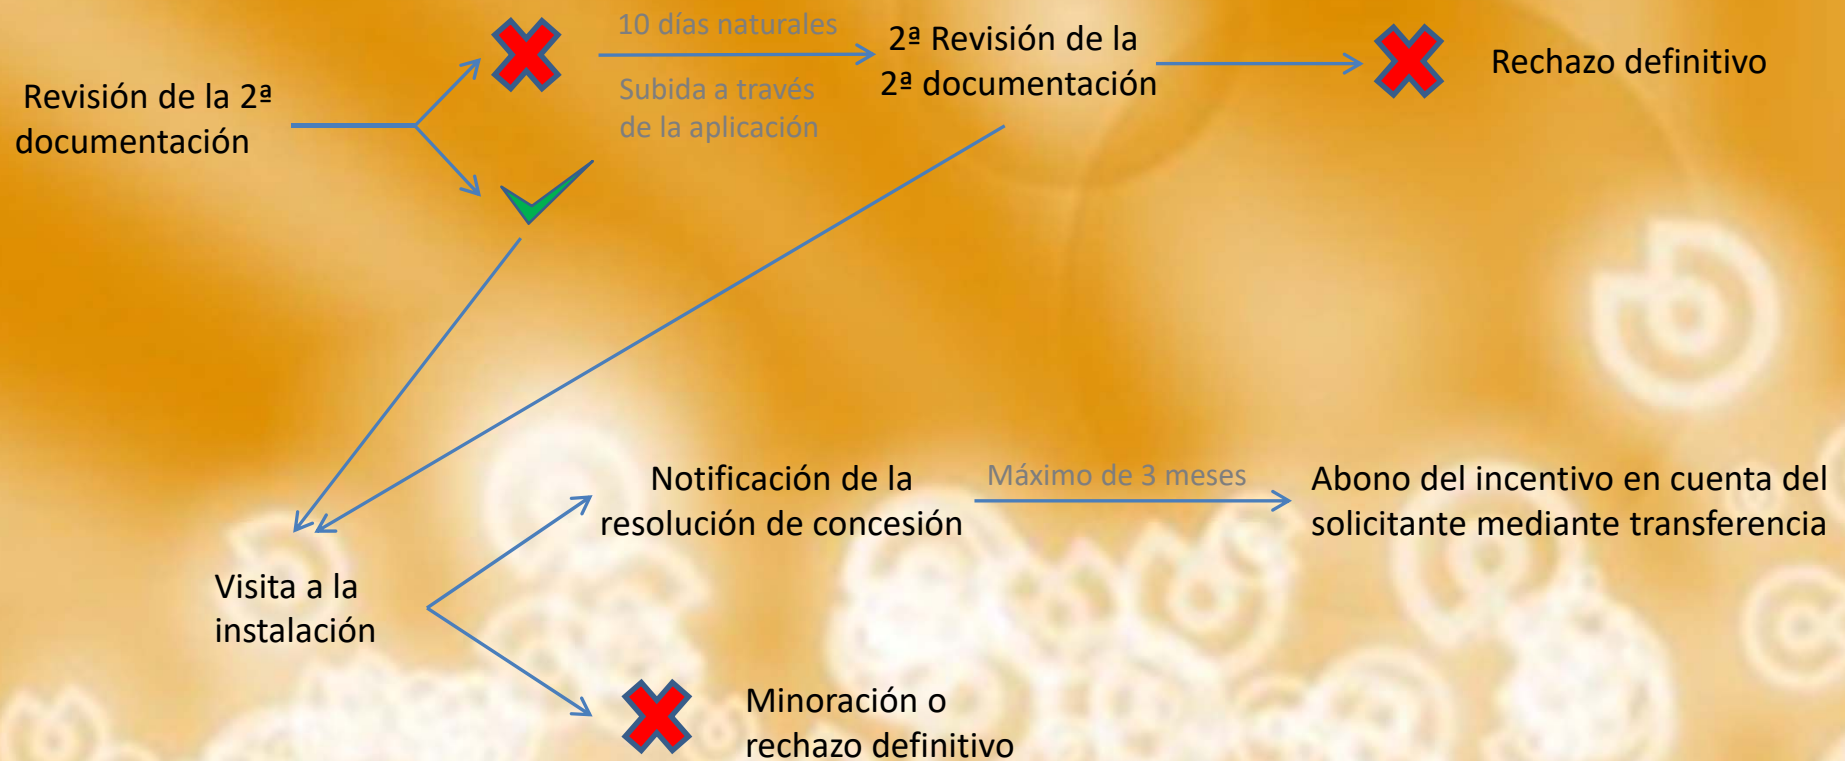 10 días naturales
2ª Revisión de la
2ª documentación
Rechazo definitivo
Revisión de la 2ª
documentación
Subida a través
de la aplicación
Notificación de la
resolución de concesión
Máximo de 3 meses
Abono del incentivo en cuenta del
solicitante mediante transferencia
Visita a la
instalación
Minoración o
rechazo definitivo